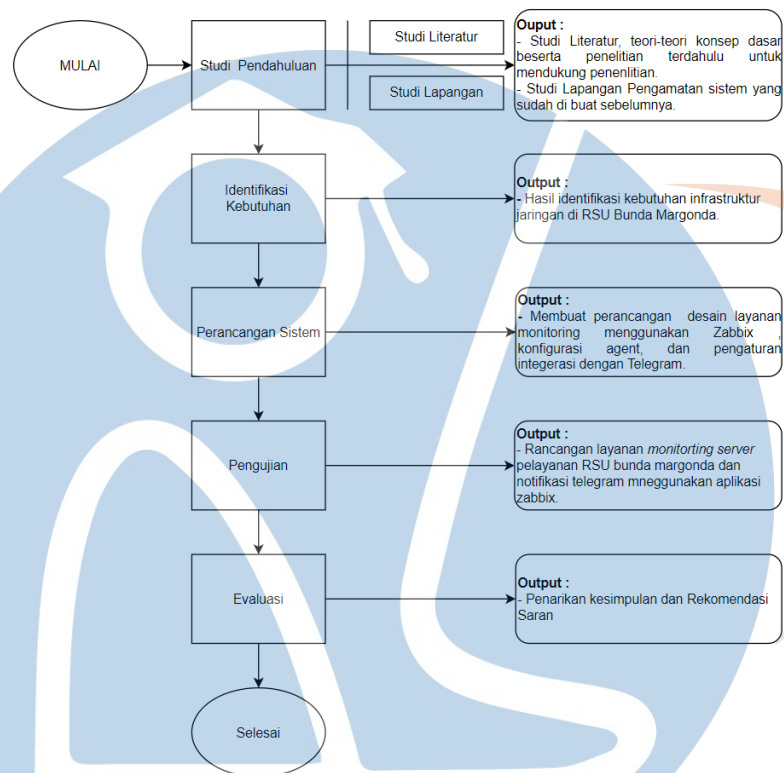 MULAI
Studi Pendahuluan
Studi Literatur
Studi Lapangan
Ouput :
- Studi Literatur, teori-teori konsep dasar
beserta penelitian terdahulu untuk
mendukung penenlitian.
- Studi Lapangan Pengamatan sistem yang
sudah di buat sebelumnya.
Identifikasi
Kebutuhan
Output :
- Hasil identifikasi kebutuhan infrastruktur
jaringan di RSU Bunda Margonda.
Perancangan Sistem
Output :
- Membuat perancangan desain layanan
monitoring menggunakan Zabbix ,
konfigurasi agent, dan pengaturan
integerasi dengan Telegram.
Pengujian
Output :
- Rancangan layanan monitorting server
pelayanan RSU bunda margonda dan
notifikasi telegram mneggunakan aplikasi
zabbix.
Evaluasi
Output :
- Penarikan kesimpulan dan Rekomendasi
Saran
Selesai